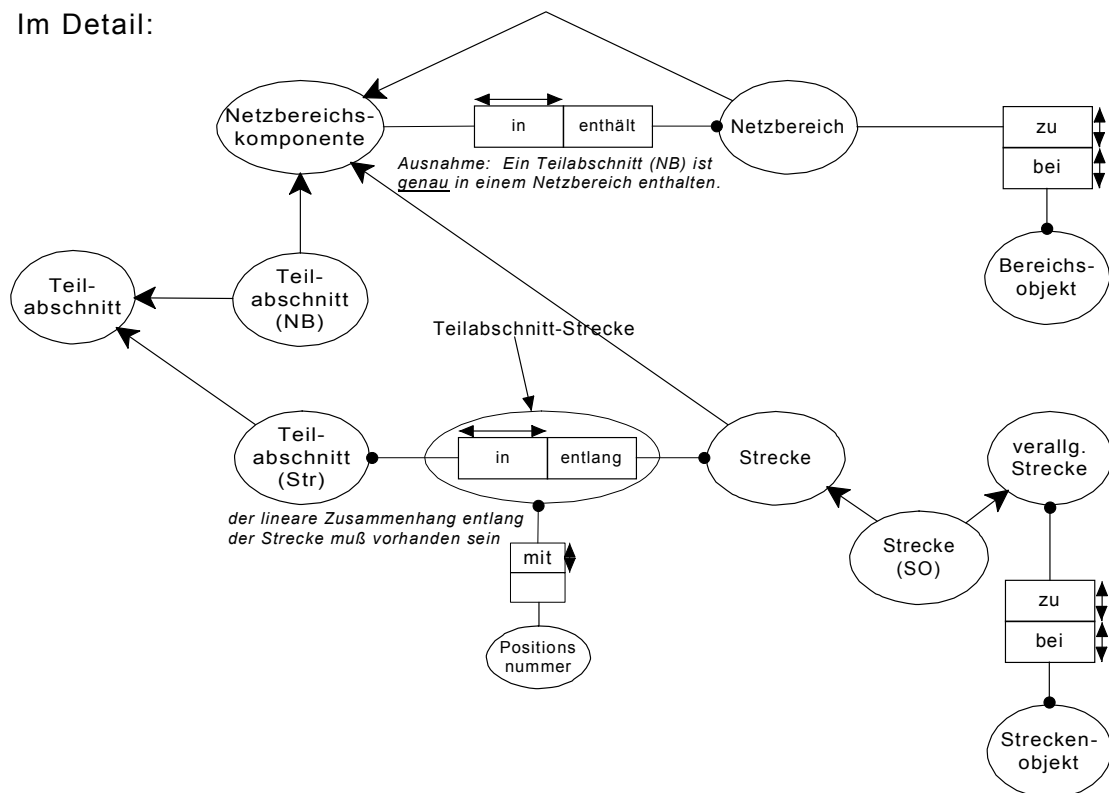 Im Detail:
Netzbereichs-
komponente
in
enthält
Netzbereich
zu
bei
Ausnahme: Ein Teilabschnitt (NB) ist
genau in einem Netzbereich enthalten.
Teil-
abschnitt
Teil-
abschnitt
(NB)
Bereichs-
objekt
Teilabschnitt-Strecke
Teil-
abschnitt
(Str)
in
entlang
Strecke
verallg.
Strecke
der lineare Zusammenhang entlang
der Strecke muß vorhanden sein
mit
Strecke
(SO)
zu
bei
Positions
nummer
Strecken-
objekt